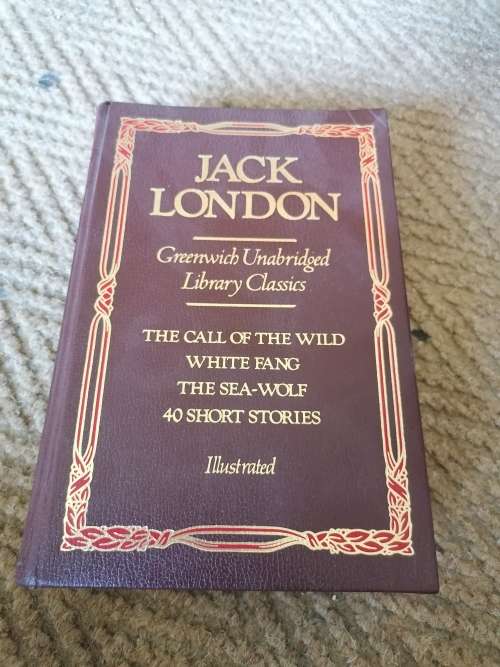 JACK
LONDON
Greenwich Unabridged
Library Classics
THE CALL OF THE WILD
WHITE FANG
THE SEA-WOLF
40 SHORT STORIES
Illustrated